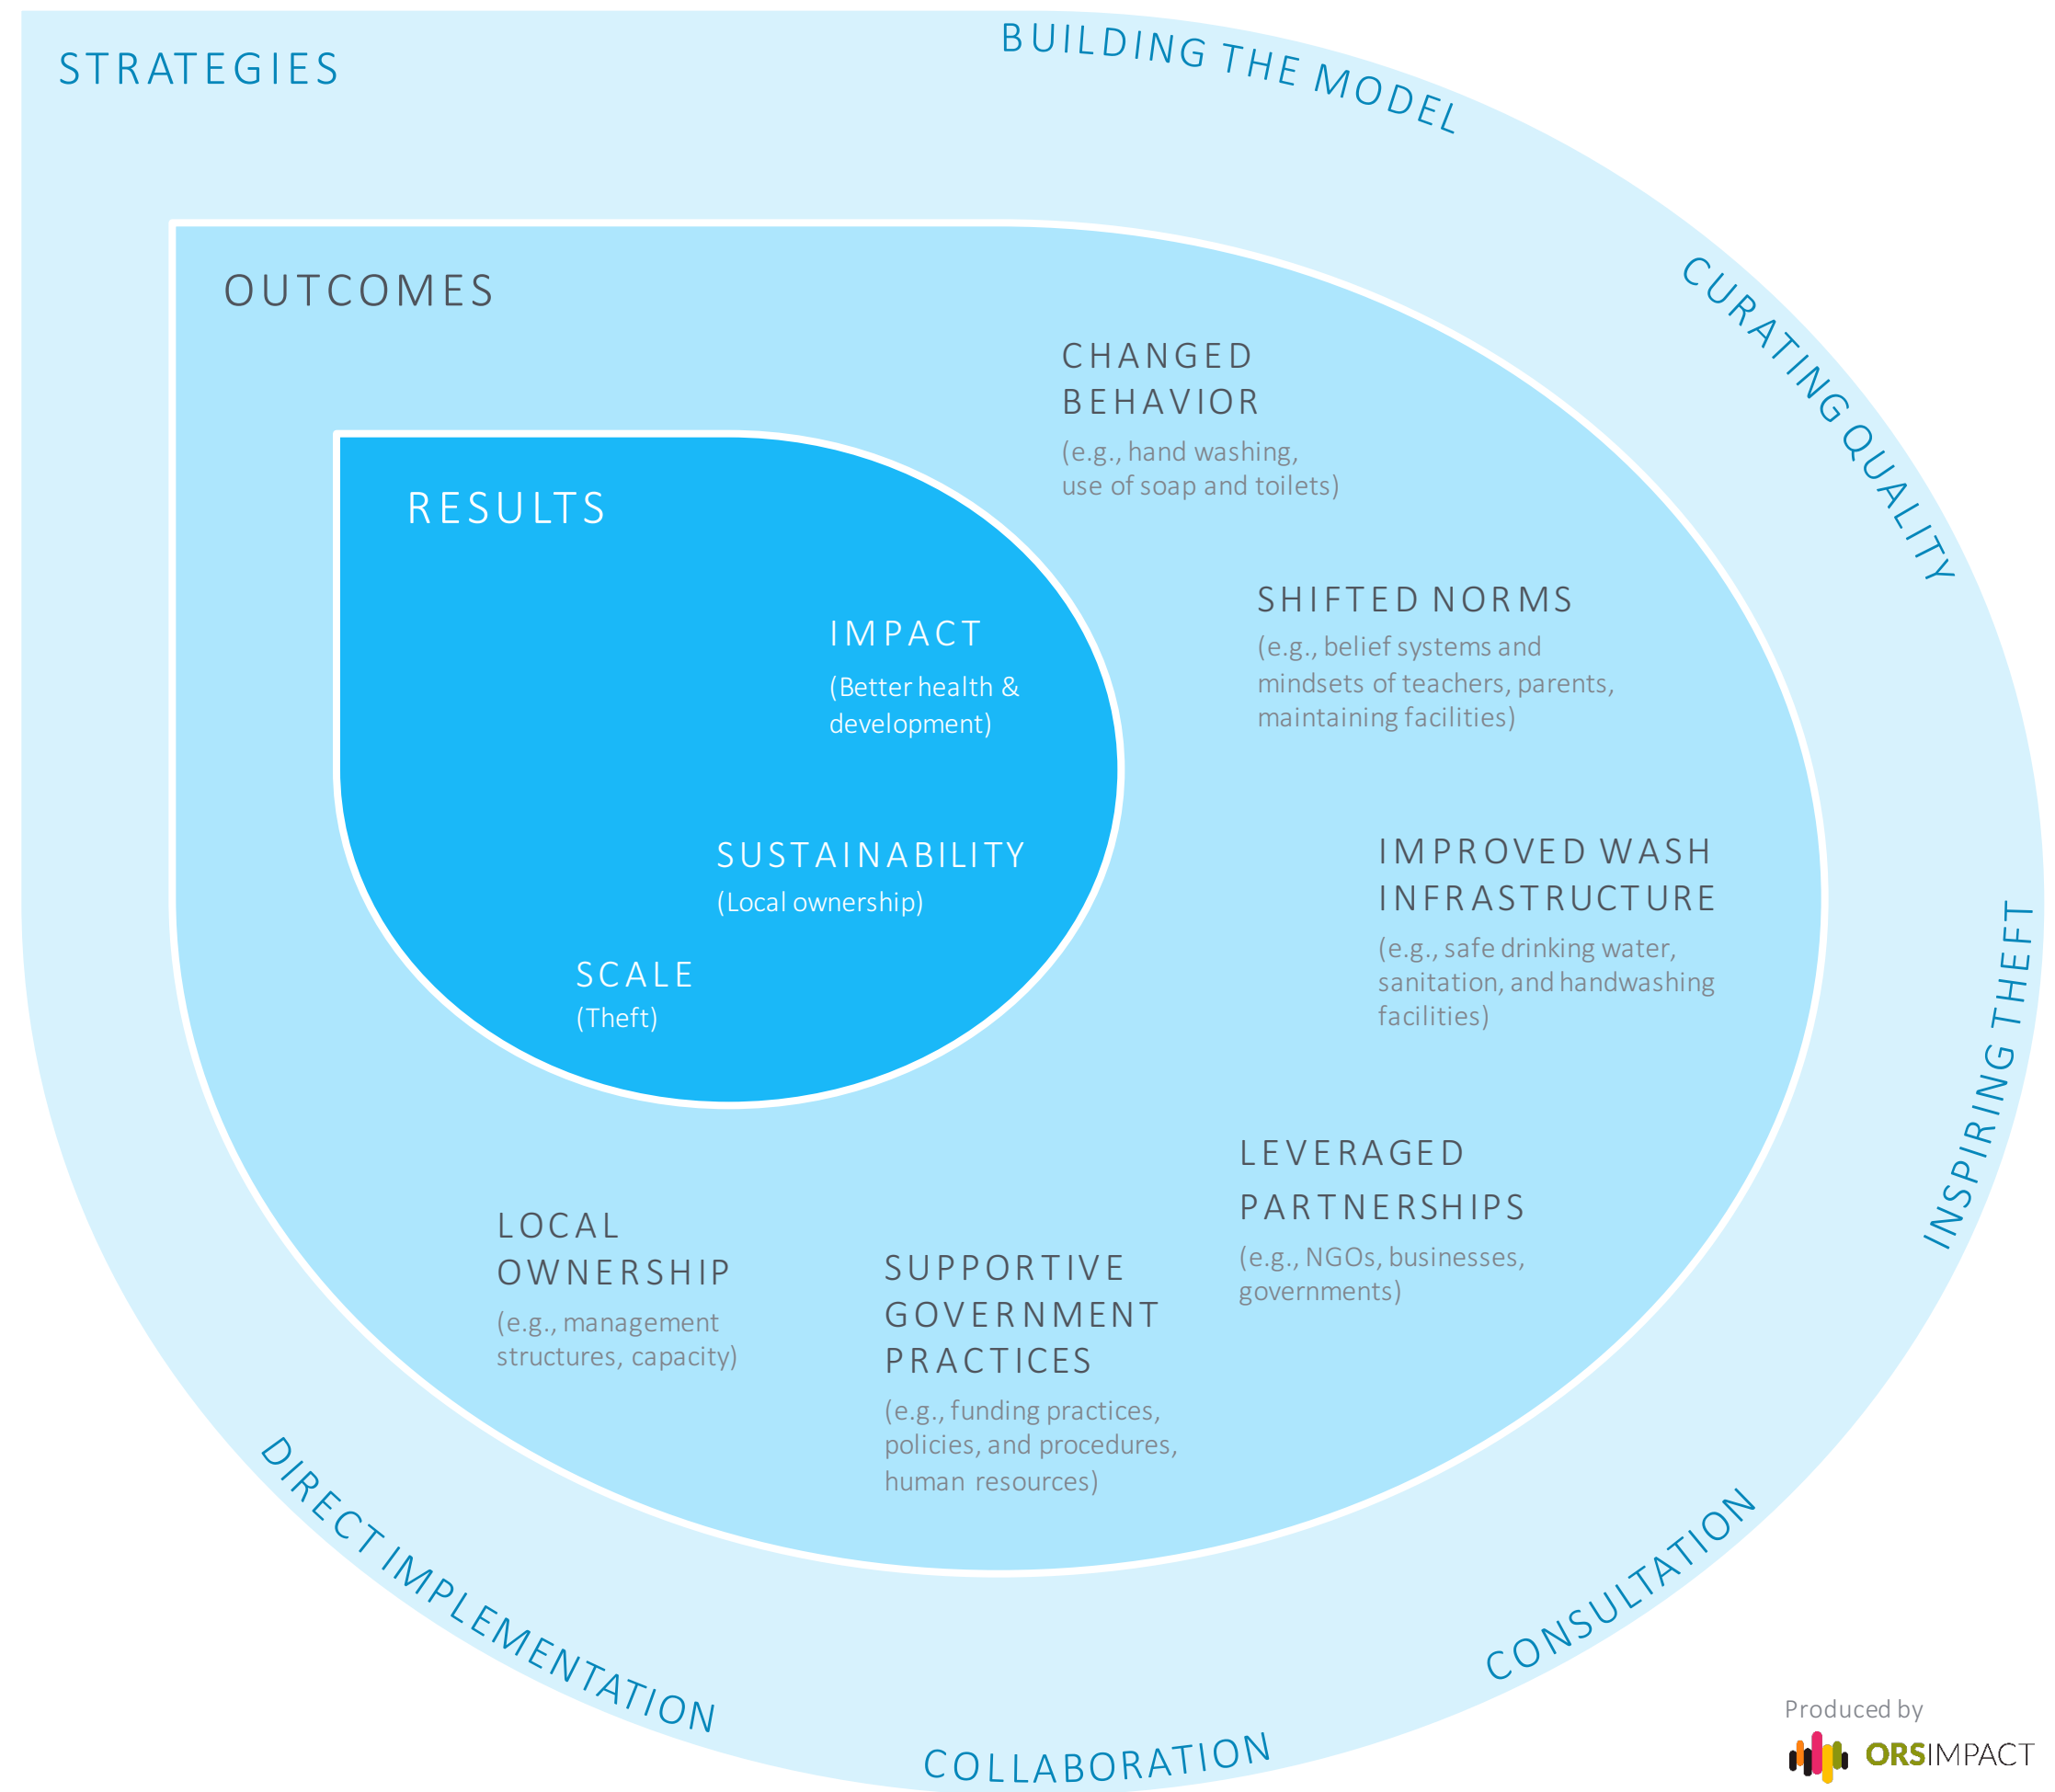 STRATEGIES
BUILDING THE MODEL
CURATING QUALITY
INSPIRING THEFT
CONSULTATION
COLLABORATION
DIRECT IMPLEMENTATION
OUTCOMES
CHANGED
BEHAVIOR
(e.g., hand washing,
use of soap and toilets)
SHIFTED NORMS
(e.g., belief systems and
mindsets of teachers, parents,
maintaining facilities)
IMPROVED WASH
INFRASTRUCTURE
(e.g., safe drinking water,
sanitation, and handwashing
facilities)
LEVERAGED
PARTNERSHIPS
(e.g., NGOs, businesses,
governments)
SUPPORTIVE
GOVERNMENT
PRACTICES
(e.g., funding practices,
policies, and procedures,
human resources)
LOCAL
OWNERSHIP
(e.g., management
structures, capacity)
RESULTS
IMPACT
(Better health &
development)
SUSTAINABILITY
(Local ownership)
SCALE
(Theft)
Produced by
ORSIMPACT